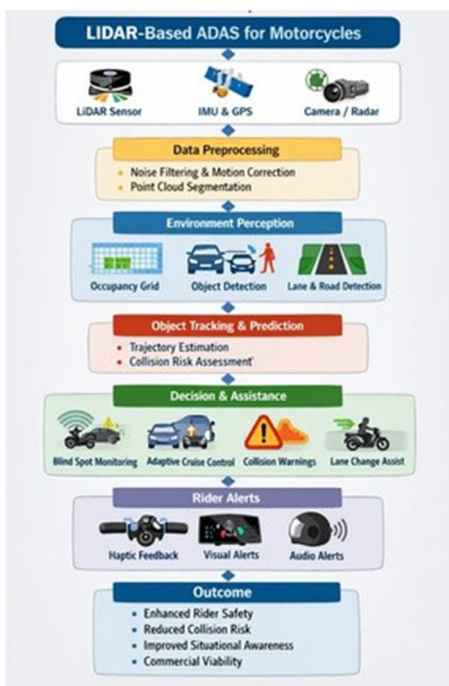 LIDAR-Based ADAS for Motorcycles
LiDAR Sensor
IMU & GPS
Camera / Radar
Data Preprocessing
• Noise Filtering & Motion Correction
• Point Cloud Segmentation
Environment Perception
Occupancy Grid
Object Detection
Lane & Road Detection
Object Tracking & Prediction
• Trajectory Estimation
• Collision Risk Assessment
Decision & Assistance
Blind Spot Monitoring
Adaptive Cruise Control
Collision Warnings
Lane Change Assist
Rider Alerts
Haptic Feedback
Visual Alerts
Audio Alerts
Outcome
• Enhanced Rider Safety
• Reduced Collision Risk
• Improved Situational Awareness
• Commercial Viability